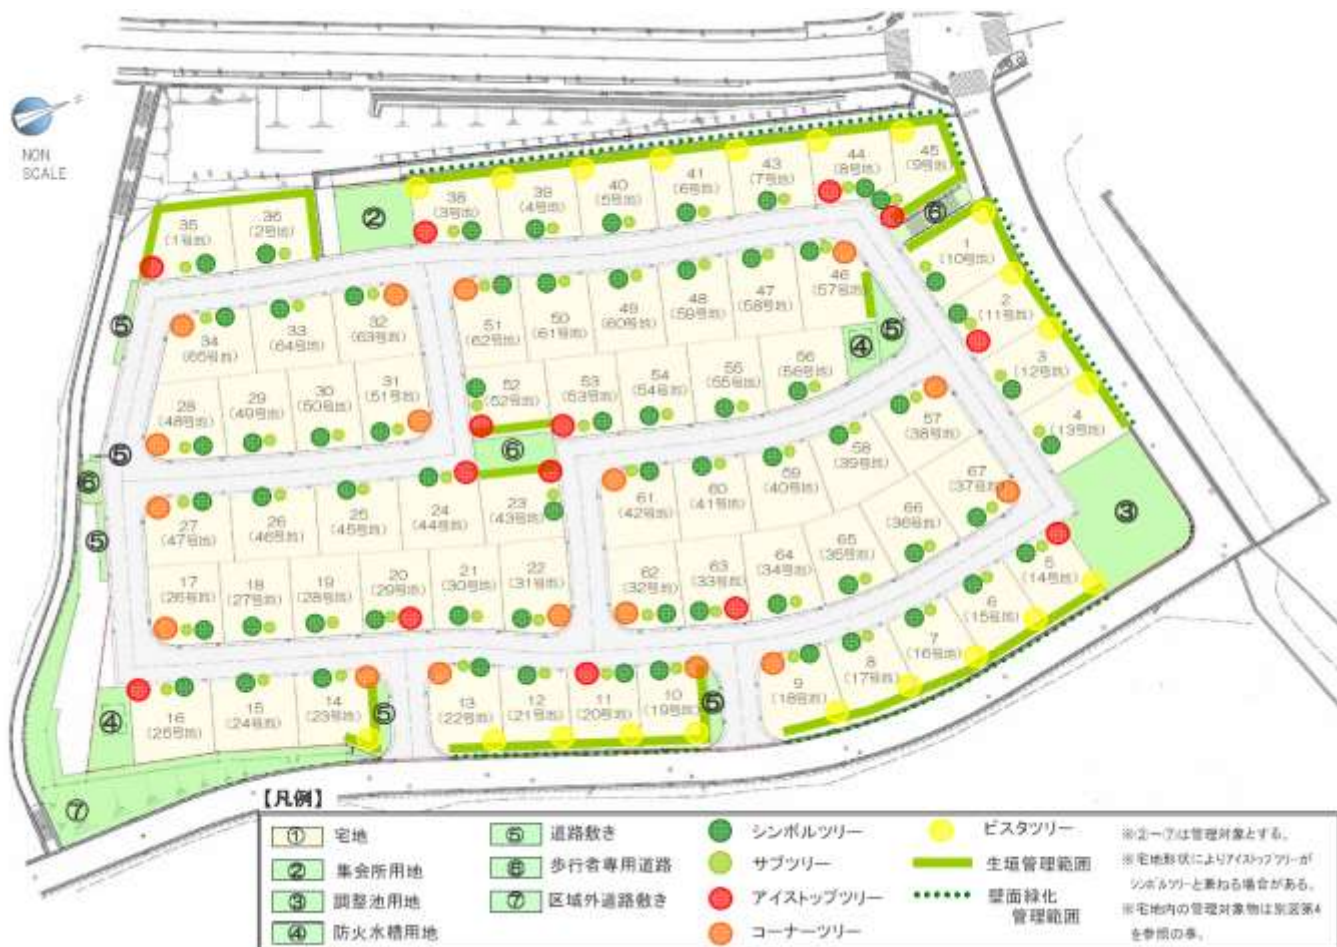 NON
SCALE
②
45
(9号地)
44
(8号地)
43
(7号地)
41
(6号地)
40
(5号地)
39
(4号地)
38
(3号地)
36
(2号地)
35
(1号地)
⑥
1
(10号地)
2
(11号地)
3
(12号地)
4
(13号地)
③
⑤
34
(65号地)
33
(64号地)
32
(63号地)
51
(62号地)
50
(61号地)
49
(60号地)
48
(59号地)
47
(58号地)
46
(57号地)
④
⑤
28
(48号地)
29
(49号地)
30
(50号地)
31
(51号地)
52
(52号地)
53
(53号地)
54
(54号地)
55
(55号地)
56
(56号地)
⑤
⑥
⑤
⑥
27
(47号地)
26
(46号地)
25
(45号地)
24
(44号地)
23
(43号地)
61
(42号地)
60
(41号地)
59
(40号地)
58
(39号地)
57
(38号地)
17
(26号地)
18
(27号地)
19
(28号地)
20
(29号地)
21
(30号地)
22
(31号地)
62
(32号地)
63
(33号地)
64
(34号地)
65
(35号地)
66
(36号地)
67
(37号地)
④
16
(25号地)
15
(24号地)
14
(23号地)
⑤
13
(22号地)
12
(21号地)
11
(20号地)
10
(19号地)
⑤
9
(18号地)
8
(17号地)
7
(16号地)
6
(15号地)
5
(14号地)
⑦
【凡例】
① 宅地
② 集会所用地
③ 調整池用地
④ 防火水槽用地
⑤ 道路敷き
⑥ 歩行者専用道路
⑦ 区域外道路敷き
シンボルツリー
サブツリー
アイストップツリー
コーナーツリー
ビスタツリー
生垣管理範囲
壁面緑化
管理範囲
※②~⑦は管理対象とする。
※宅地形状によりアイストップツリーが
シンボルツリーと兼ねる場合がある。
※宅地内の管理対象物は別図第4
を参照の事。